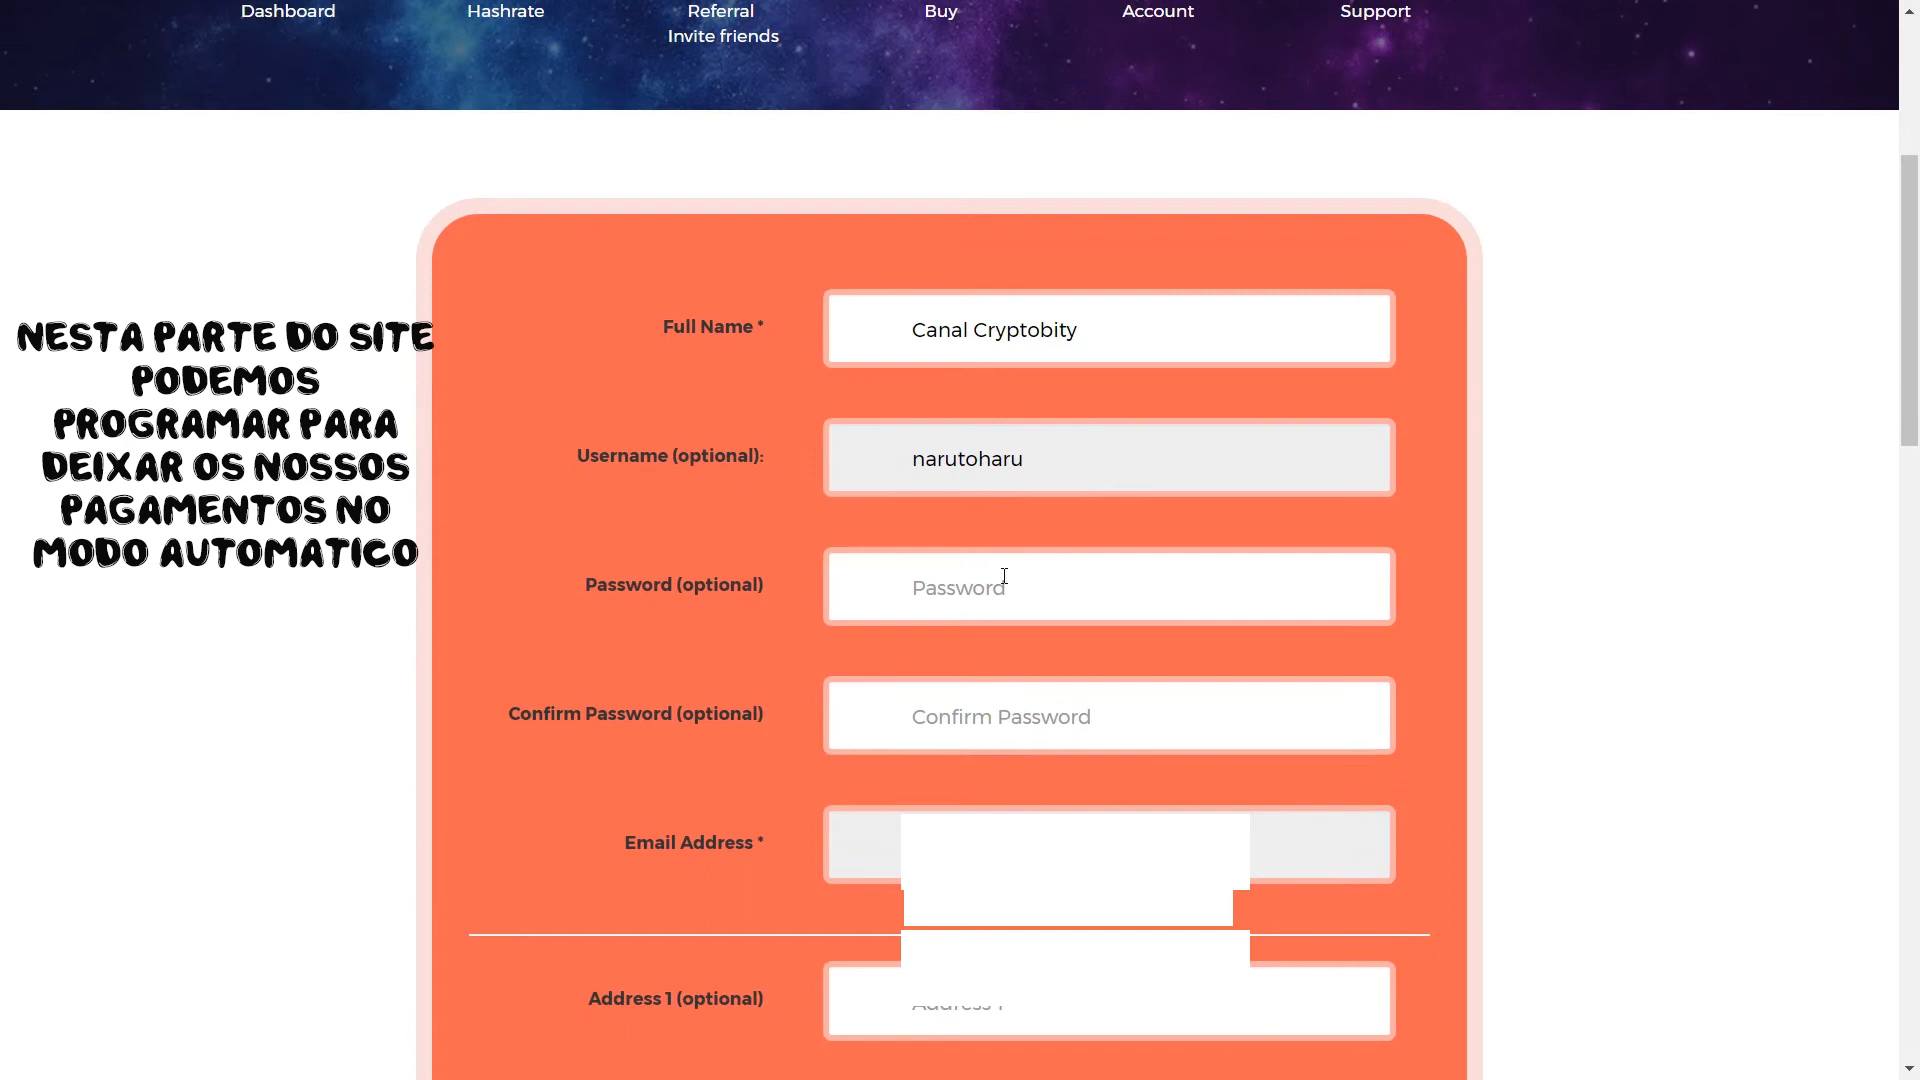 Dashboard
Hashrate
Referral
Buy
Account
Support
Invite friends
NESTA PARTE DO SITE
PODEMOS
PROGRAMAR PARA
DEIXAR OS NOSSOS
PAGAMENTOS NO
MODO AUTOMATICO
Full Name *
Canal Cryptobity
Username (optional):
narutoharu
Password (optional)
Password
Confirm Password (optional)
Confirm Password
Email Address *
Address 1 (optional)
Address 1